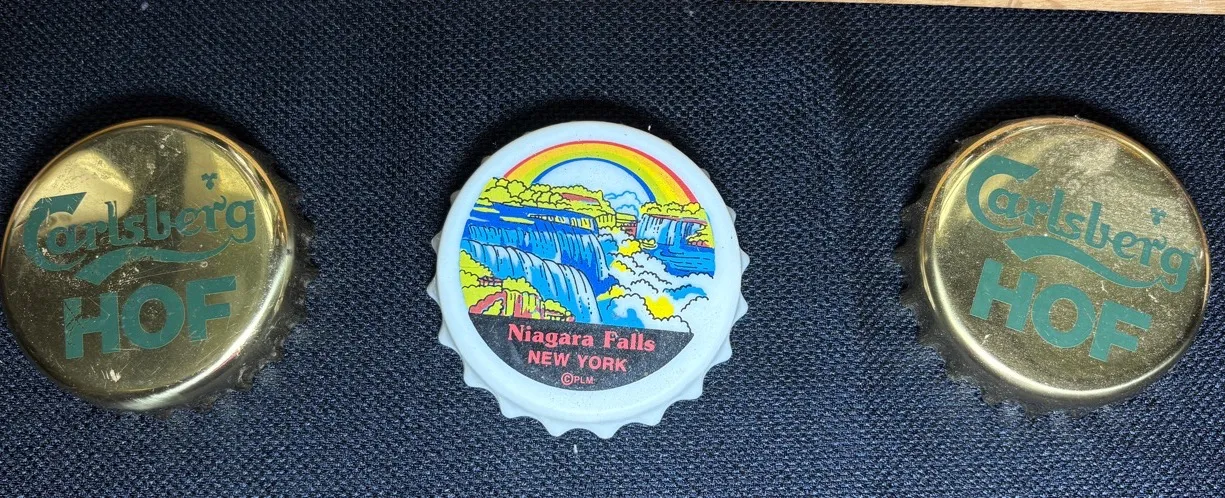 Carlsberg
HOF
Niagara Falls
NEW YORK
©PLM
Carlsberg
HOF